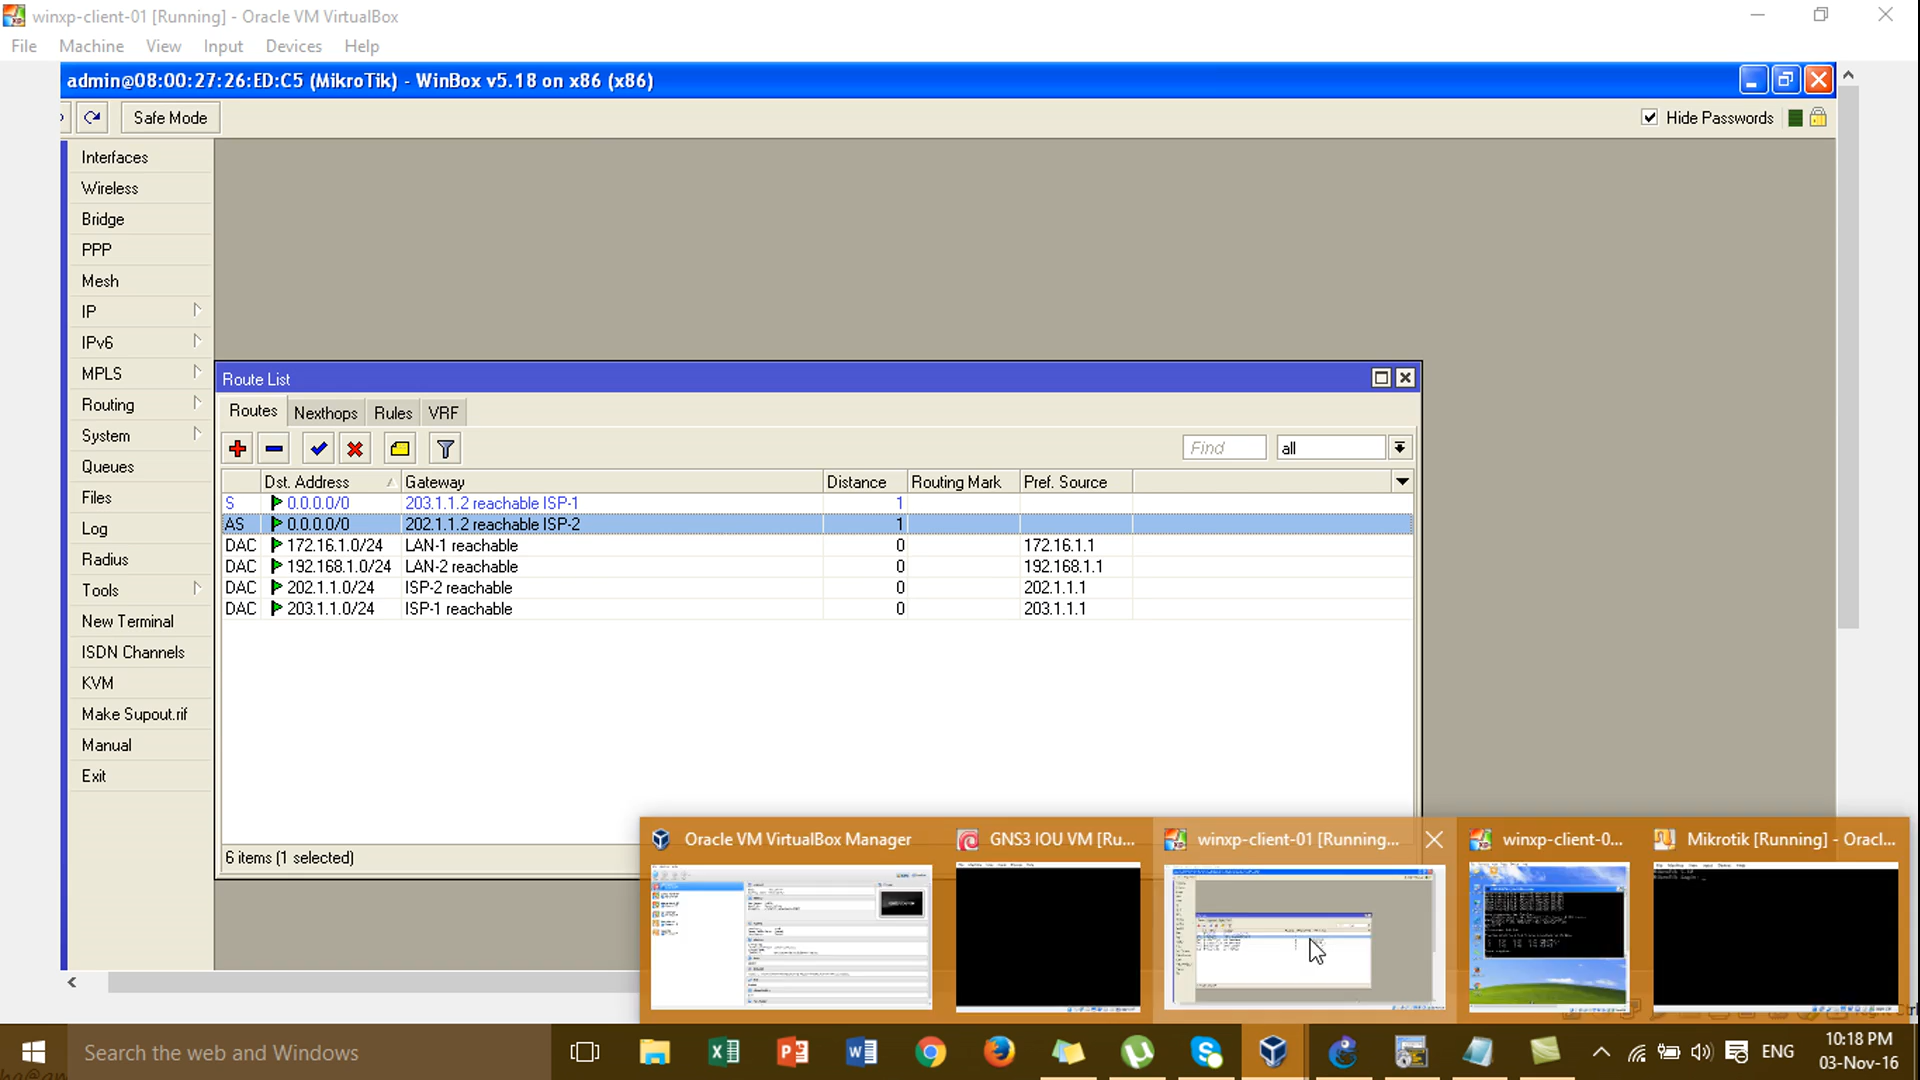 winxp-client-01 [Running] - Oracle VM VirtualBox
File Machine View Input Devices Help
admin@08:00:27:26:ED:C5 (MikroTik) - WinBox v5.18 on x86 (x86)
Safe Mode
Hide Passwords
Interfaces
Wireless
Bridge
PPP
Mesh
IP
IPv6
MPLS
Routing
System
Queues
Files
Log
Radius
Tools
New Terminal
ISDN Channels
KVM
Make Supout.rif
Manual
Exit
Route List
Routes Nexthops Rules VRF
Find all
Dst. Address Gateway Distance Routing Mark Pref. Source
S 0.0.0.0/0 203.1.1.2 reachable ISP-1 1
AS 0.0.0.0/0 202.1.1.2 reachable ISP-2 1
DAC 172.16.1.0/24 LAN-1 reachable 0 172.16.1.1
DAC 192.168.1.0/24 LAN-2 reachable 0 192.168.1.1
DAC 202.1.1.0/24 ISP-2 reachable 0 202.1.1.1
DAC 203.1.1.0/24 ISP-1 reachable 0 203.1.1.1
6 items (1 selected)
Oracle VM VirtualBox Manager
GNS3 IOU VM [Ru...
winxp-client-01 [Running...
winxp-client-0...
Mikrotik [Running] - Oracl...
Search the web and Windows
ENG
10:18 PM
03-Nov-16